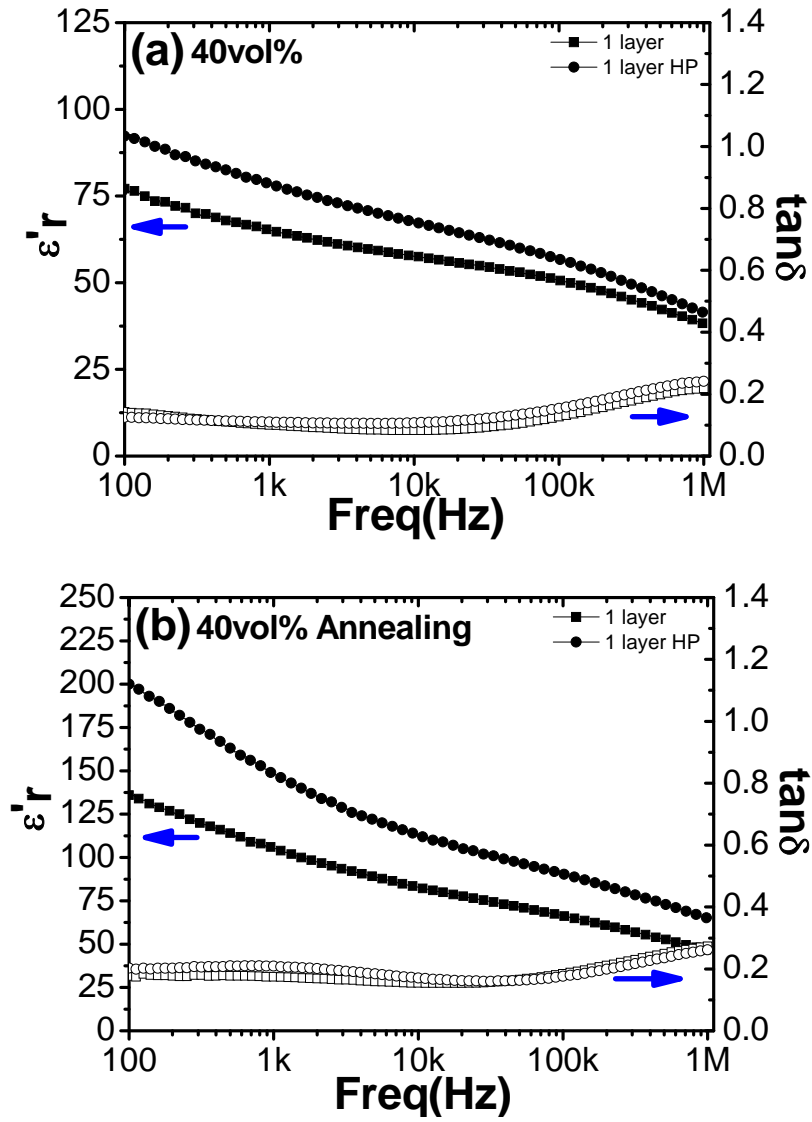 (a) 40vol%
1 layer
1 layer HP
125
100
75
50
25
0
ε'r
1.4
1.2
1.0
0.8
0.6
0.4
0.2
0.0
tanδ
100 1k 10k 100k 1M
Freq(Hz)
(b) 40vol% Annealing
1 layer
1 layer HP
250
225
200
175
150
125
100
75
50
25
0
ε'r
1.4
1.2
1.0
0.8
0.6
0.4
0.2
0.0
tanδ
100 1k 10k 100k 1M
Freq(Hz)